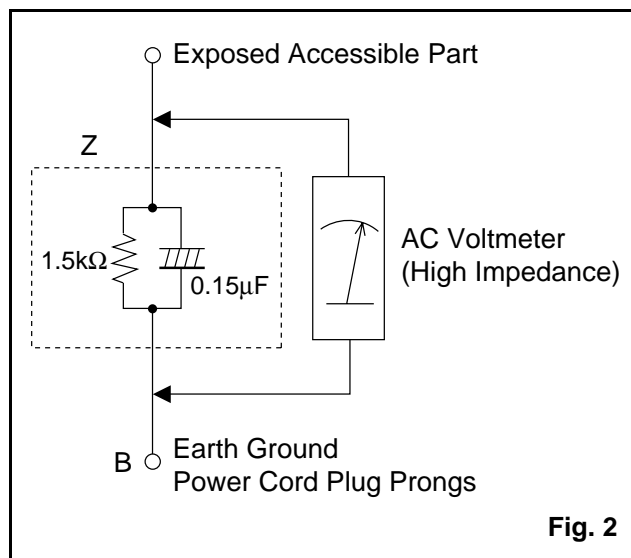 Exposed Accessible Part
Z
1.5kΩ
0.15μF
AC Voltmeter
(High Impedance)
B
Earth Ground
Power Cord Plug Prongs
Fig. 2